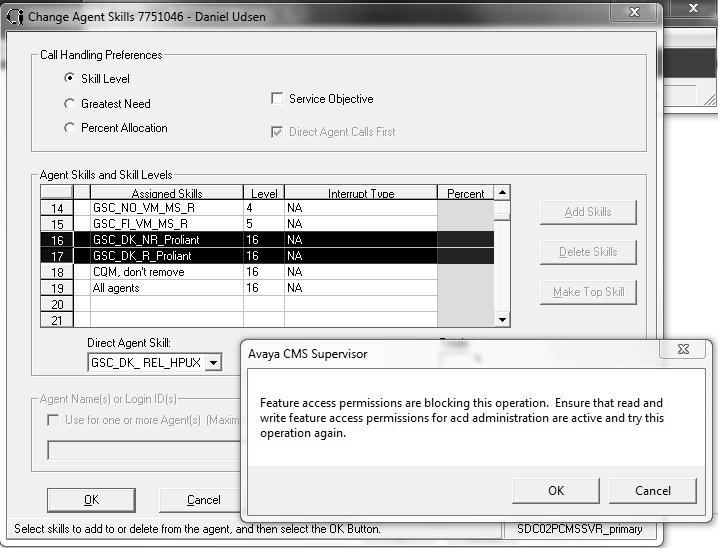 Change Agent Skills 7751046 - Daniel Udsen
Call Handling Preferences
Skill Level
Greatest Need
Percent Allocation
Service Objective
Direct Agent Calls First
Agent Skills and Skill Levels
Assigned Skills Level Interrupt Type Percent
14 GSC_NO_VM_MS_R 4 NA
15 GSC_FI_VM_MS_R 5 NA
16 GSC_DK_NR_Proliant 16 NA
17 GSC_DK_R_Proliant 16 NA
18 CQM, don't remove 16 NA
19 All agents 16 NA
20
21
Add Skills
Delete Skills
Make Top Skill
Direct Agent Skill:
GSC_DK_ REL_HPUX
Agent Name(s) or Login ID(s)
Use for one or more Agent(s) (Maxim
OK
Cancel
Select skills to add to or delete from the agent, and then select the OK Button.
SDC02PCMSSVR_primary
Avaya CMS Supervisor
Feature access permissions are blocking this operation. Ensure that read and
write feature access permissions for acd administration are active and try this
operation again.
OK
Cancel